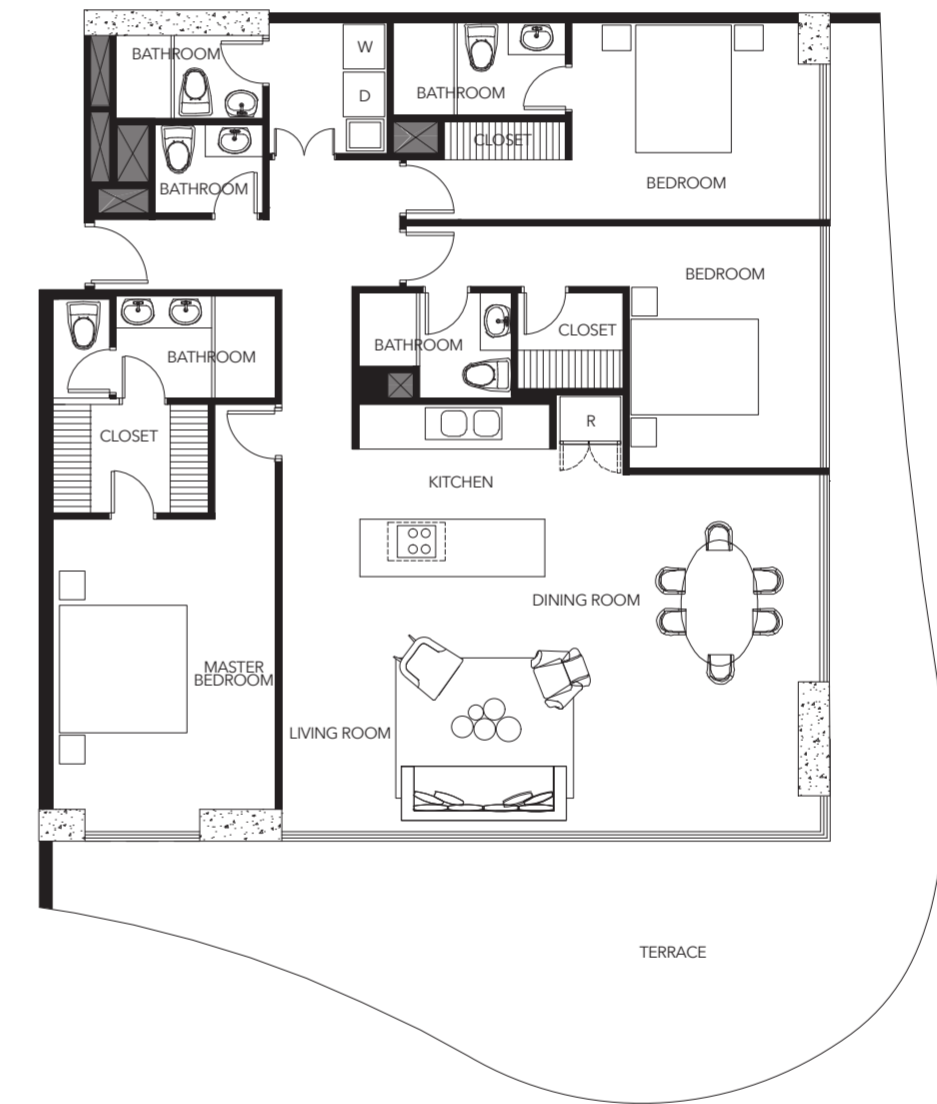 BATHROOM
W
D
BATHROOM
CLOSET
BATHROOM
BEDROOM
BEDROOM
BATHROOM
BATHROOM
CLOSET
CLOSET
R
KITCHEN
DINING ROOM
MASTER
BEDROOM
LIVING ROOM
TERRACE